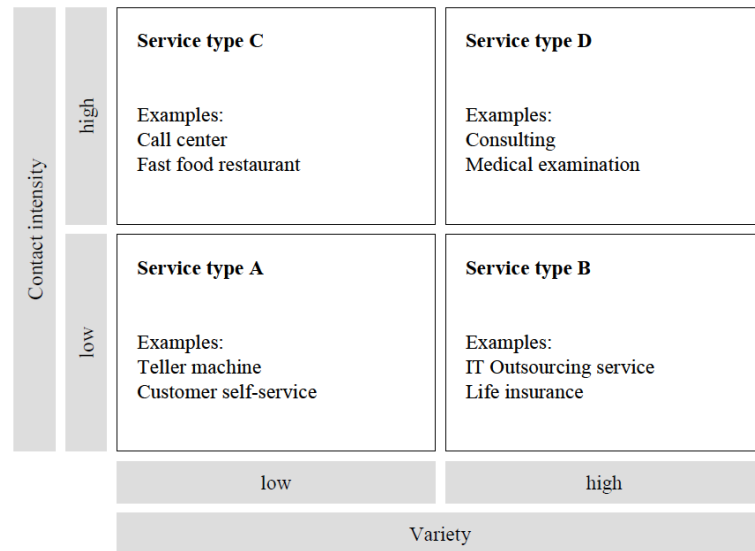 Contact intensity
high
Service type C
Examples:
Call center
Fast food restaurant
Service type D
Examples:
Consulting
Medical examination
low
Service type A
Examples:
Teller machine
Customer self-service
Service type B
Examples:
IT Outsourcing service
Life insurance
low
high
Variety